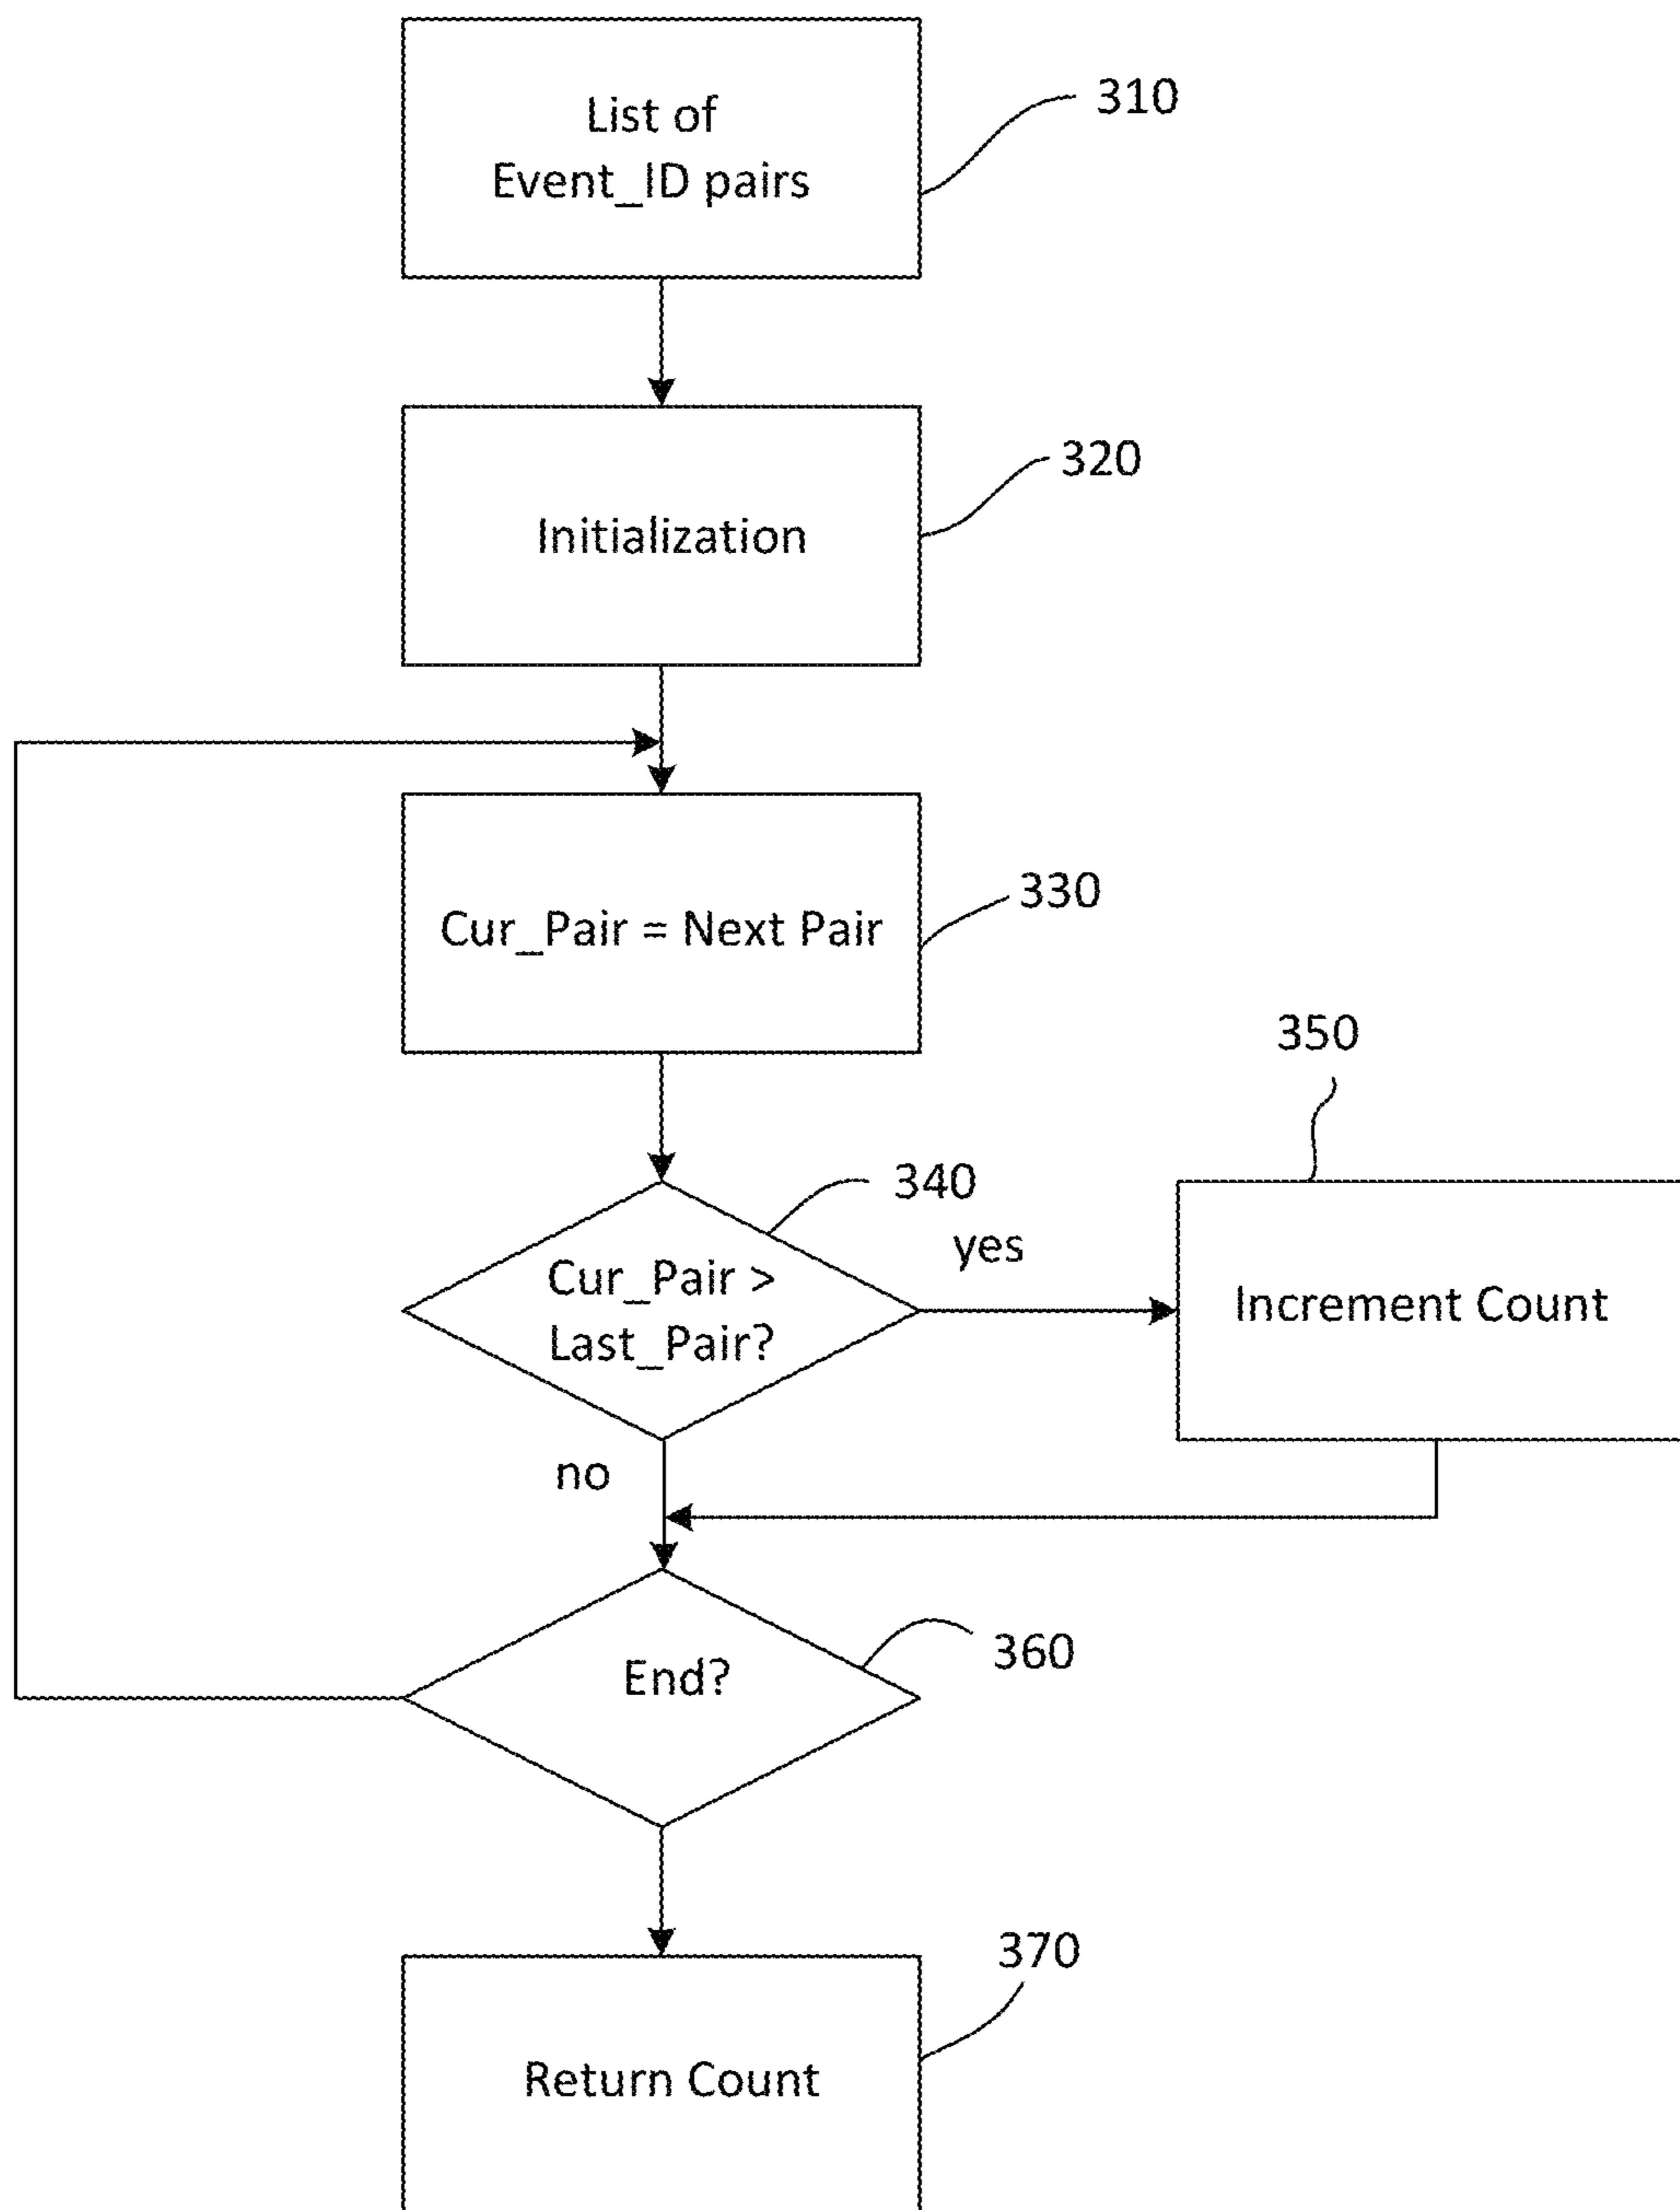 List of
Event_ID pairs
310
Initialization
320
Cur_Pair = Next Pair
330
350
340
yes
Cur_Pair >
Last_Pair?
Increment Count
no
End?
360
370
Return Count